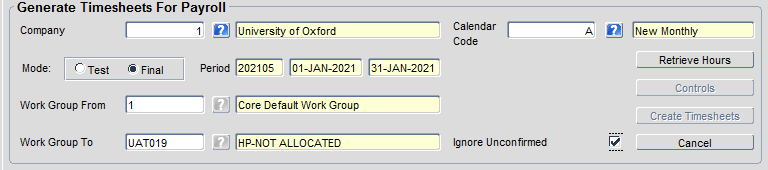 Generate Timesheets For Payroll
Company 1 ? University of Oxford Calendar Code A ? New Monthly
Mode: Test Final Period 202105 01-JAN-2021 31-JAN-2021 Retrieve Hours
Controls
Work Group From 1 ? Core Default Work Group
Create Timesheets
Work Group To UAT019 ? HP-NOT ALLOCATED Ignore Unconfirmed Cancel